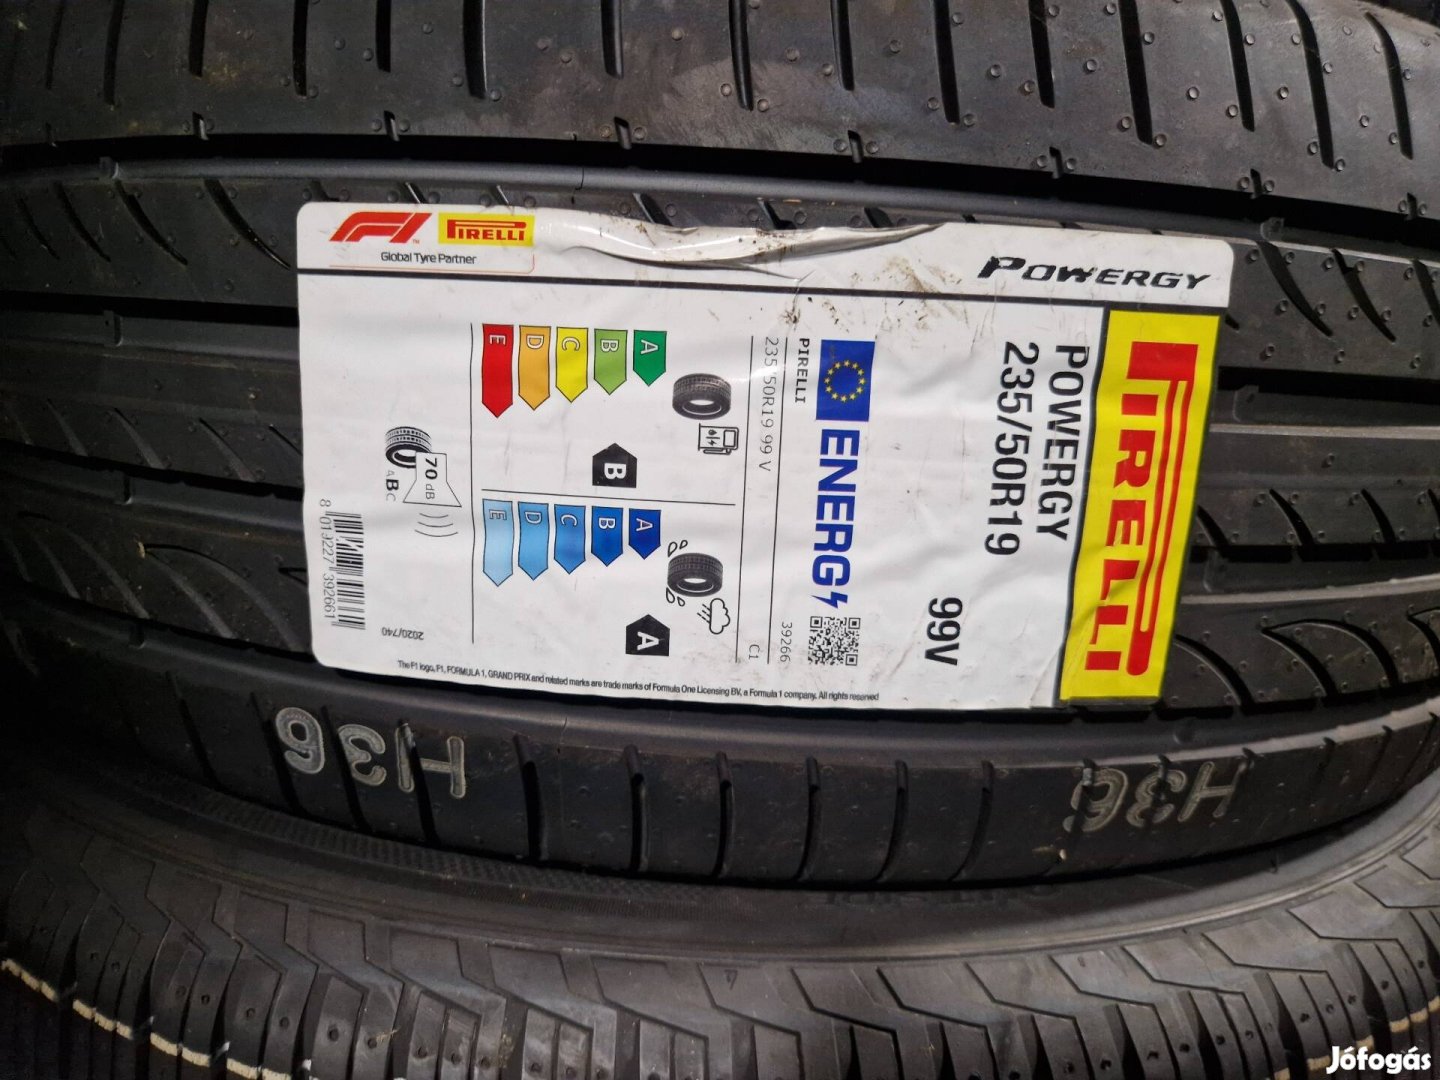 F1™ PIRELLI
Global Tyre Partner
POWERGY
PIRELLI
POWERGY
235/50R19
99V
ENERG
PIRELLI
39266
235/50R19 99 V
C1
A
B
C
D
E
B
A
B
C
D
E
A
70 dB
ABC
8 019227 392661
2020/740
The F1 logo, F1, FORMULA 1, GRAND PRIX and related marks are trade marks of Formula One Licensing BV, a Formula 1 company. All rights reserved
H36
H36
Jófogás